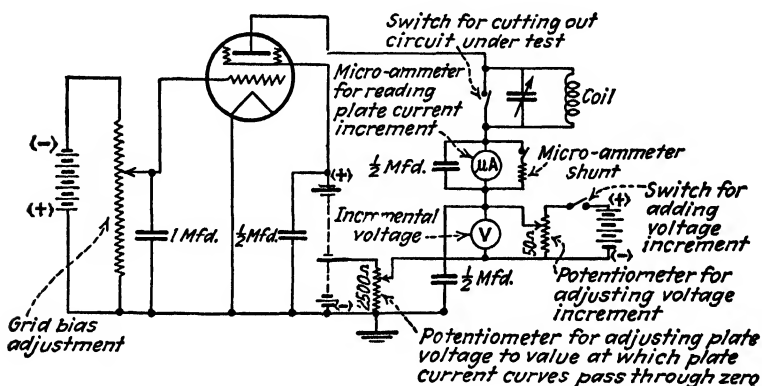 Switch for cutting out
circuit under test
Micro-ammeter
for reading
plate current
increment
Coil
(-)
(+)
½ Mfd.
μA
Micro-ammeter
shunt
(+)
Switch for
adding
voltage
increment
(+)
Incremental
voltage
V
50Ω
(-)
1 Mfd.
½ Mfd.
½ Mfd.
2500Ω
(-)
Potentiometer for
adjusting voltage
increment
Grid bias
adjustment
Potentiometer for adjusting plate
voltage to value at which plate
current curves pass through zero